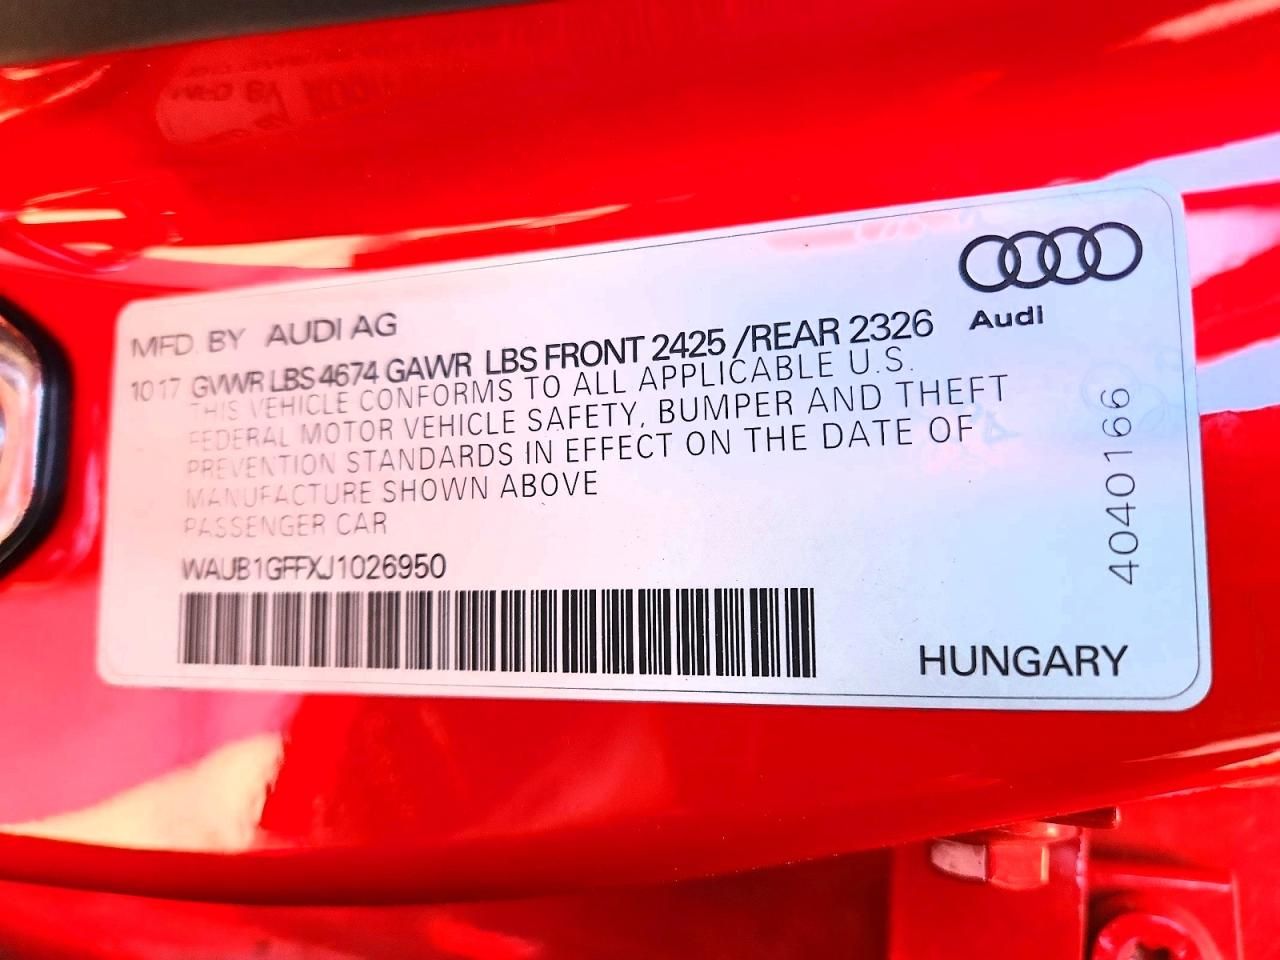 MFD. BY AUDI AG
10 17 GVWR LBS 4674 GAWR LBS FRONT 2425 /REAR 2326
THIS VEHICLE CONFORMS TO ALL APPLICABLE U.S.
FEDERAL MOTOR VEHICLE SAFETY, BUMPER AND THEFT
PREVENTION STANDARDS IN EFFECT ON THE DATE OF
MANUFACTURE SHOWN ABOVE
PASSENGER CAR
WAUB1GFFXJ1026950
Audi
4040166
HUNGARY